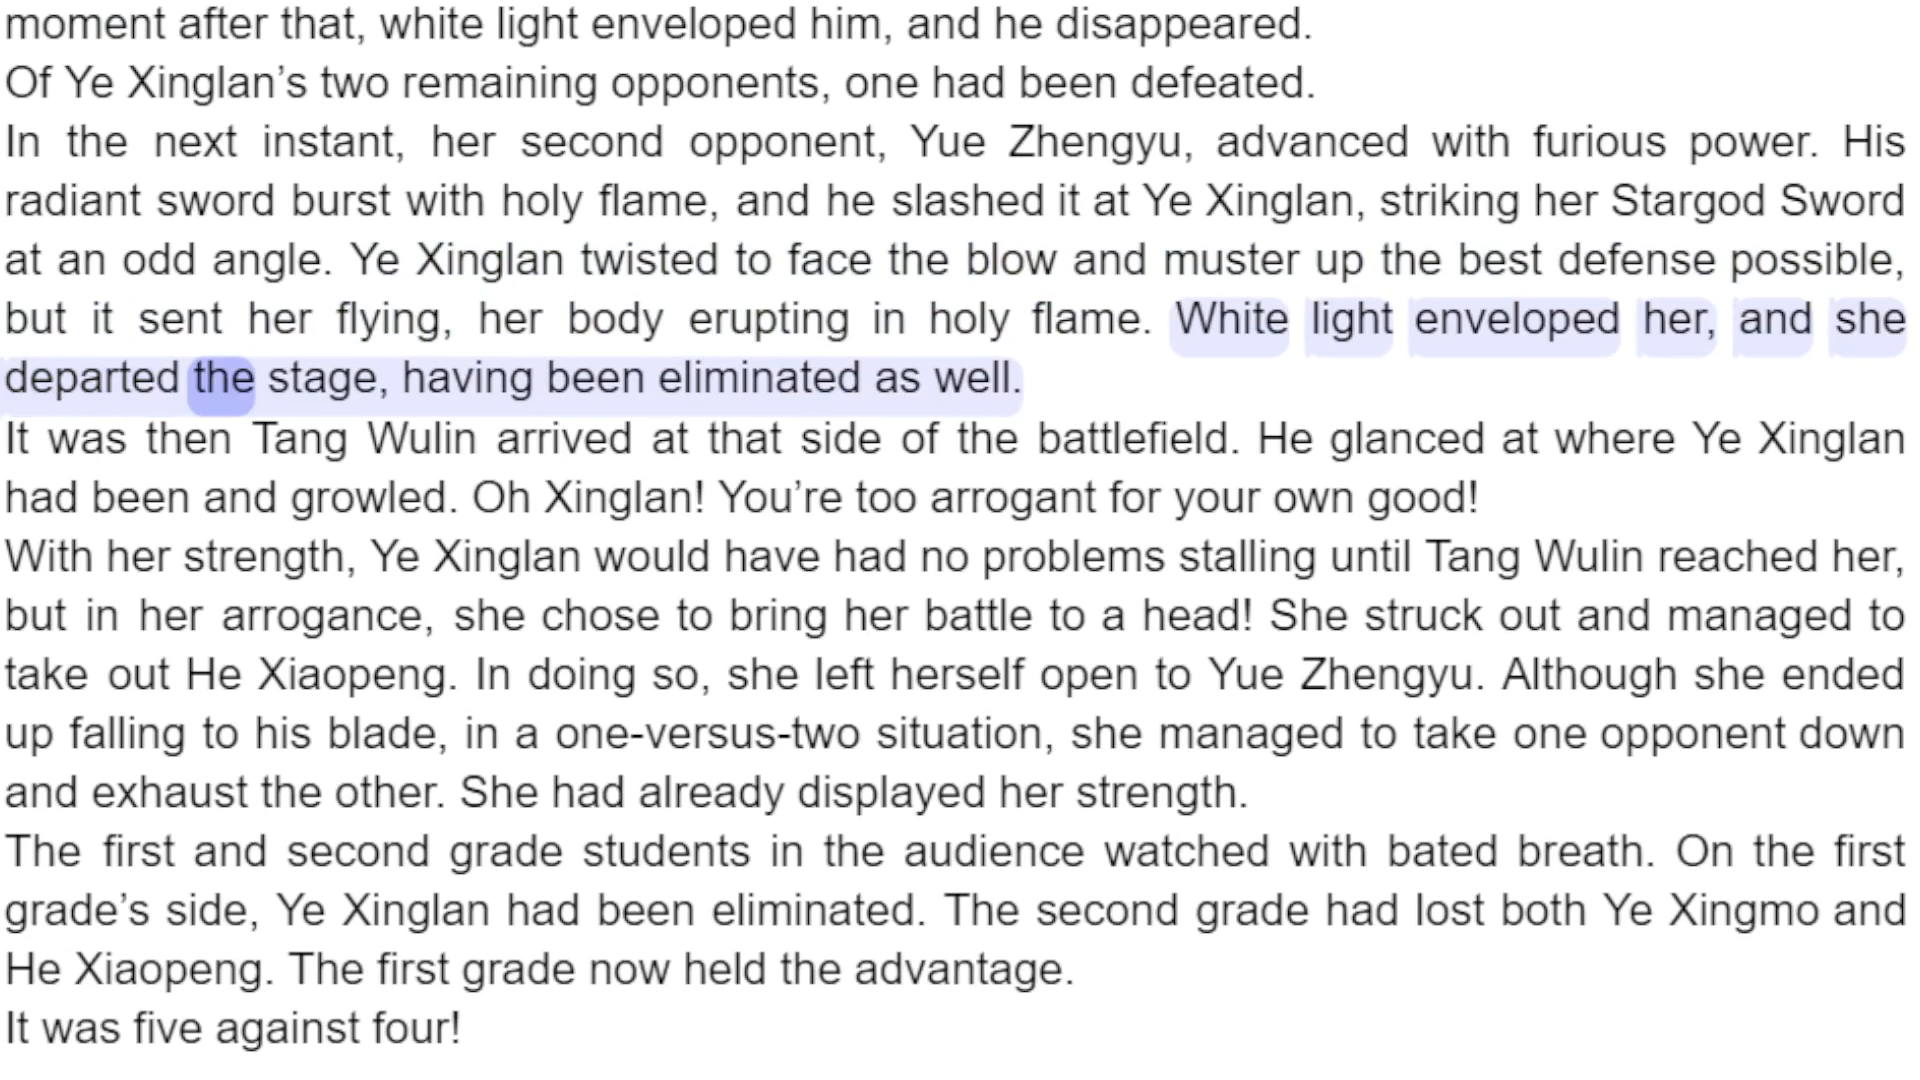 moment after that, white light enveloped him, and he disappeared.
Of Ye Xinglan’s two remaining opponents, one had been defeated.
In the next instant, her second opponent, Yue Zhengyu, advanced with furious power. His
radiant sword burst with holy flame, and he slashed it at Ye Xinglan, striking her Stargod Sword
at an odd angle. Ye Xinglan twisted to face the blow and muster up the best defense possible,
but it sent her flying, her body erupting in holy flame. White light enveloped her, and she
departed the stage, having been eliminated as well.
It was then Tang Wulin arrived at that side of the battlefield. He glanced at where Ye Xinglan
had been and growled. Oh Xinglan! You’re too arrogant for your own good!
With her strength, Ye Xinglan would have had no problems stalling until Tang Wulin reached her,
but in her arrogance, she chose to bring her battle to a head! She struck out and managed to
take out He Xiaopeng. In doing so, she left herself open to Yue Zhengyu. Although she ended
up falling to his blade, in a one-versus-two situation, she managed to take one opponent down
and exhaust the other. She had already displayed her strength.
The first and second grade students in the audience watched with bated breath. On the first
grade’s side, Ye Xinglan had been eliminated. The second grade had lost both Ye Xingmo and
He Xiaopeng. The first grade now held the advantage.
It was five against four!